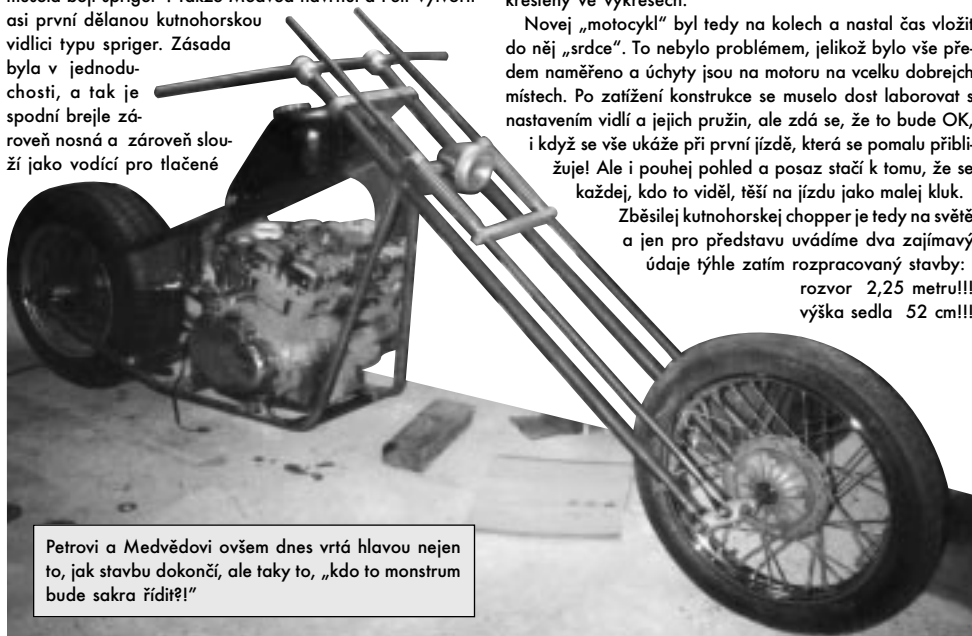 asi první dělanou kutnohorskou
vidlici typu spriger. Zásada
byla v jednodu-
chosti, a tak je
spodní brejle zá-
roveň nosná a zároveň slou-
ží jako vodící pro tlačené
křesleny ve výkresech.
Novej „motocykl“ byl tedy na kolech a nastal čas vložit
do něj „srdce“. To nebylo problémem, jelikož bylo vše pře-
dem naměřeno a úchyty jsou na motoru na vcelku dobrejch
místech. Po zatížení konstrukce se muselo dost laborovat s
nastavením vidlí a jejich pružin, ale zdá se, že to bude OK,
i když se vše ukáže při první jízdě, která se pomalu přibli-
žuje! Ale i pouhej pohled a posaz stačí k tomu, že se
každej, kdo to viděl, těší na jízdu jako malej kluk.
Zběsilej kutnohorskej chopper je tedy na světě
a jen pro představu uvádíme dva zajímavý
údaje týhle zatím rozpracovaný stavby:
rozvor 2,25 metru!!!
výška sedla 52 cm!!!
Petrovi a Medvědovi ovšem dnes vrtá hlavou nejen
to, jak stavbu dokončí, ale taky to, „kdo to monstrum
bude sakra řídit?!“